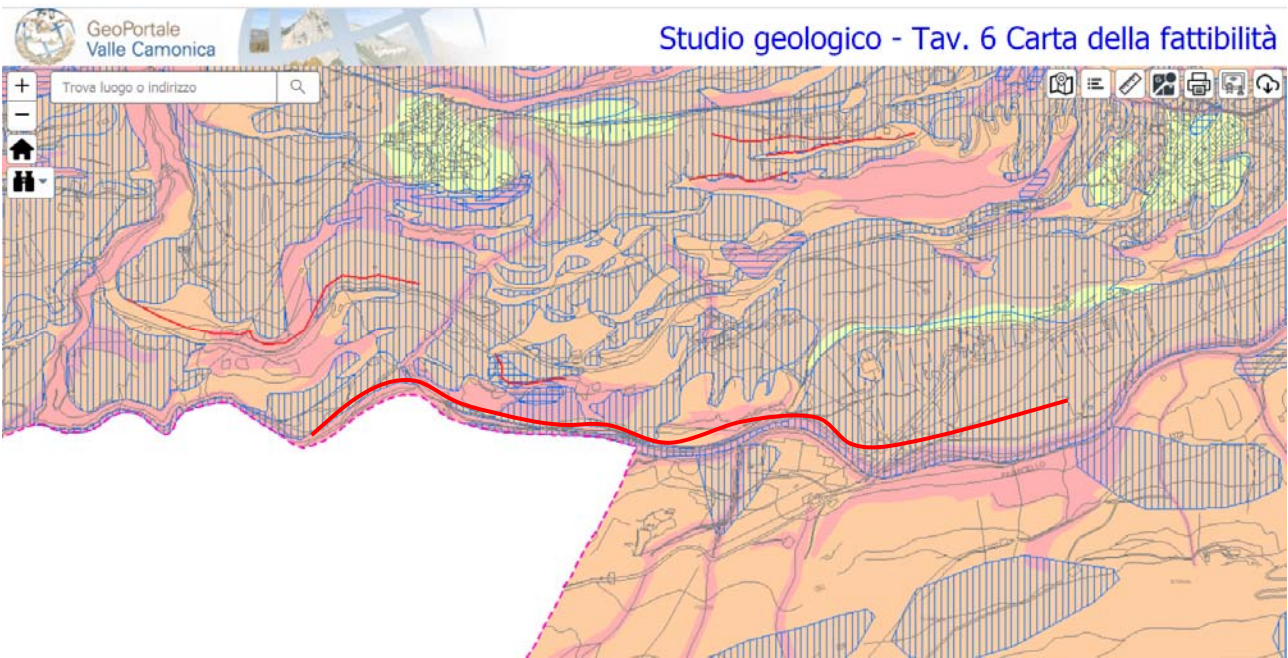 GeoPortale
Valle Camonica
Studio geologico - Tav. 6 Carta della fattibilità
+
Trova luogo o indirizzo
−